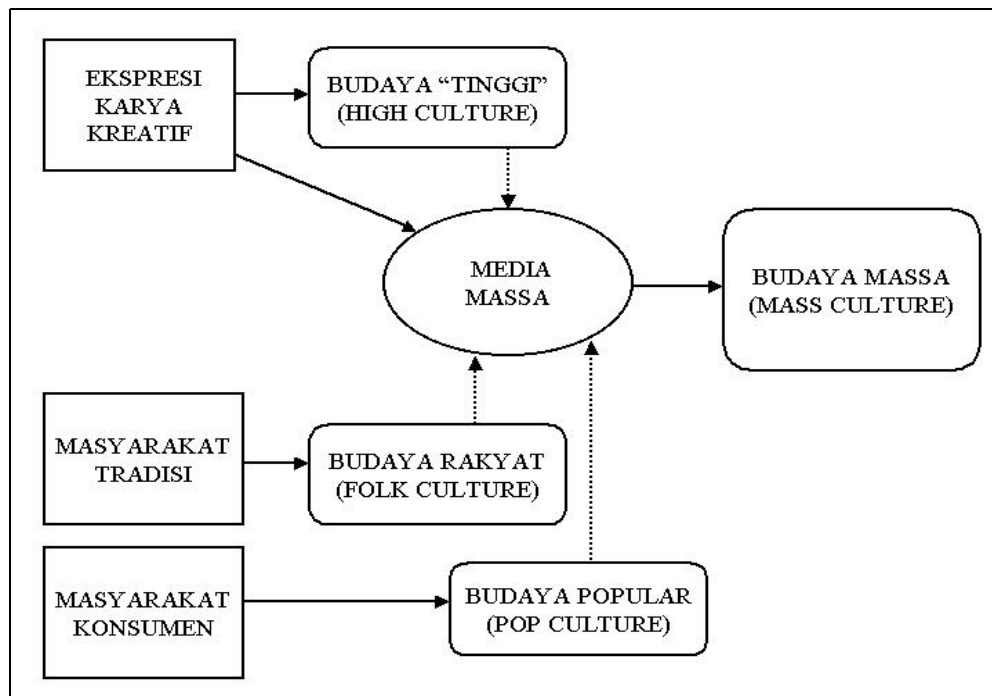 EKSPRESI
KARYA
KREATIF
BUDAYA “TINGGI”
(HIGH CULTURE)
MEDIA
MASSA
BUDAYA MASSA
(MASS CULTURE)
MASYARAKAT
TRADISI
BUDAYA RAKYAT
(FOLK CULTURE)
MASYARAKAT
KONSUMEN
BUDAYA POPULAR
(POP CULTURE)